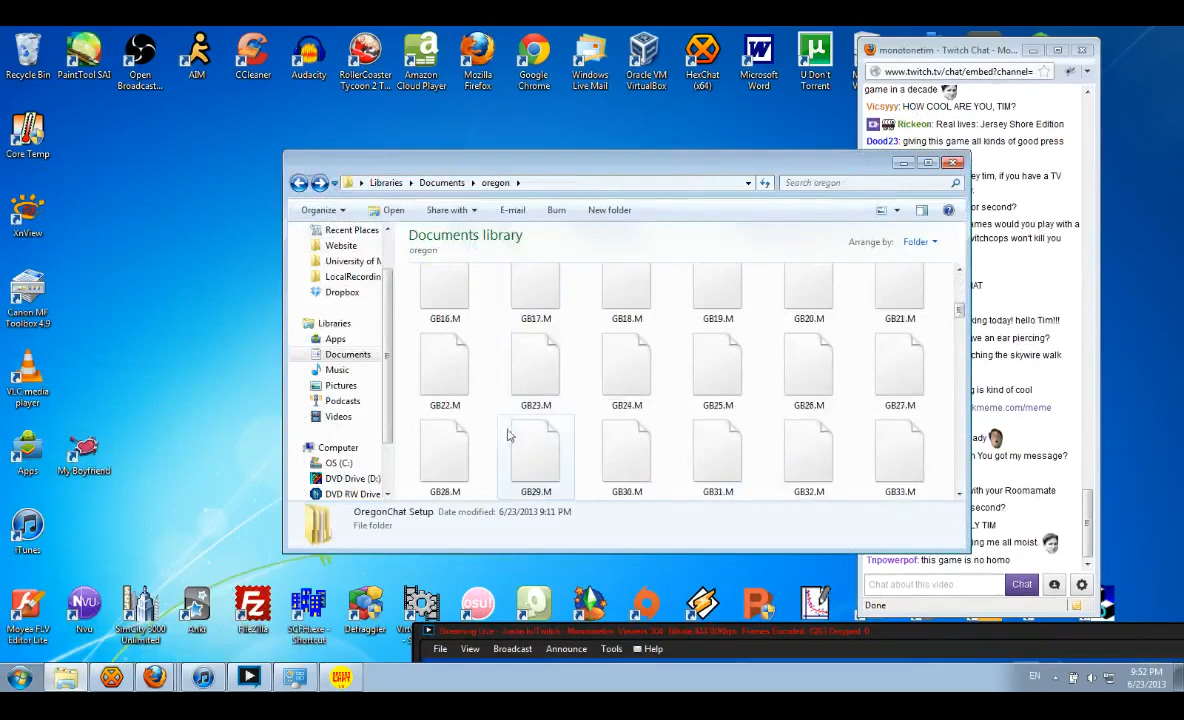 Recycle Bin
PaintTool SAI
Open
Broadcast...
AIM
CCleaner
Audacity
RollerCoaster
Tycoon 2 ...
Amazon
Cloud Player
Mozilla
Firefox
Google
Chrome
Windows
Live Mail
Oracle VM
VirtualBox
HexChat
(x64)
Microsoft
Word
U Don't
Torrent
Core Temp
XnView
Canon MF
Toolbox 4.9
VLC media
player
Apps
My Boyfriend
iTunes
Moyea FLV
Editor Lite
Nvu
SimCity 3000
Unlimited
FileZilla
Shortcut
Defraggler
osu!
monotonetim - Twitch Chat - Mo...
www.twitch.tv/chat/embed?channel=
game in a decade
Vicsyyy: HOW COOL ARE YOU, TIM?
Rickeon: Real lives: Jersey Shore Edition
Dood23: giving this game all kinds of good press
ey tim, if you have a TV
or second?
ames would you play with a
witchcops won't kill you
HAT
king today! hello Tim!!!
ve an ear piercing?
ching the skywire walk
g is kind of cool
kmeme.com/meme
ady
n You got my message?
with your Roomamate
second?
LY TIM
ing me all moist.
Tnpowerpof: this game is no homo
Chat about this video
Chat
Done
Libraries
Documents
oregon
Search oregon
Organize
Open
Share with
E-mail
Burn
New folder
Recent Places
Website
University of M
LocalRecordin
Dropbox
Libraries
Apps
Documents
Music
Pictures
Podcasts
Videos
Computer
OS (C:)
DVD Drive (D:)
DVD RW Drive
Documents library
oregon
Arrange by: Folder
GB16.M GB17.M GB18.M GB19.M GB20.M GB21.M
GB22.M GB23.M GB24.M GB25.M GB26.M GB27.M
GB28.M GB29.M GB30.M GB31.M GB32.M GB33.M
OregonChat Setup Date modified: 6/23/2013 9:11 PM
File folder
File View Broadcast Announce Tools Help
EN
9:52 PM
6/23/2013